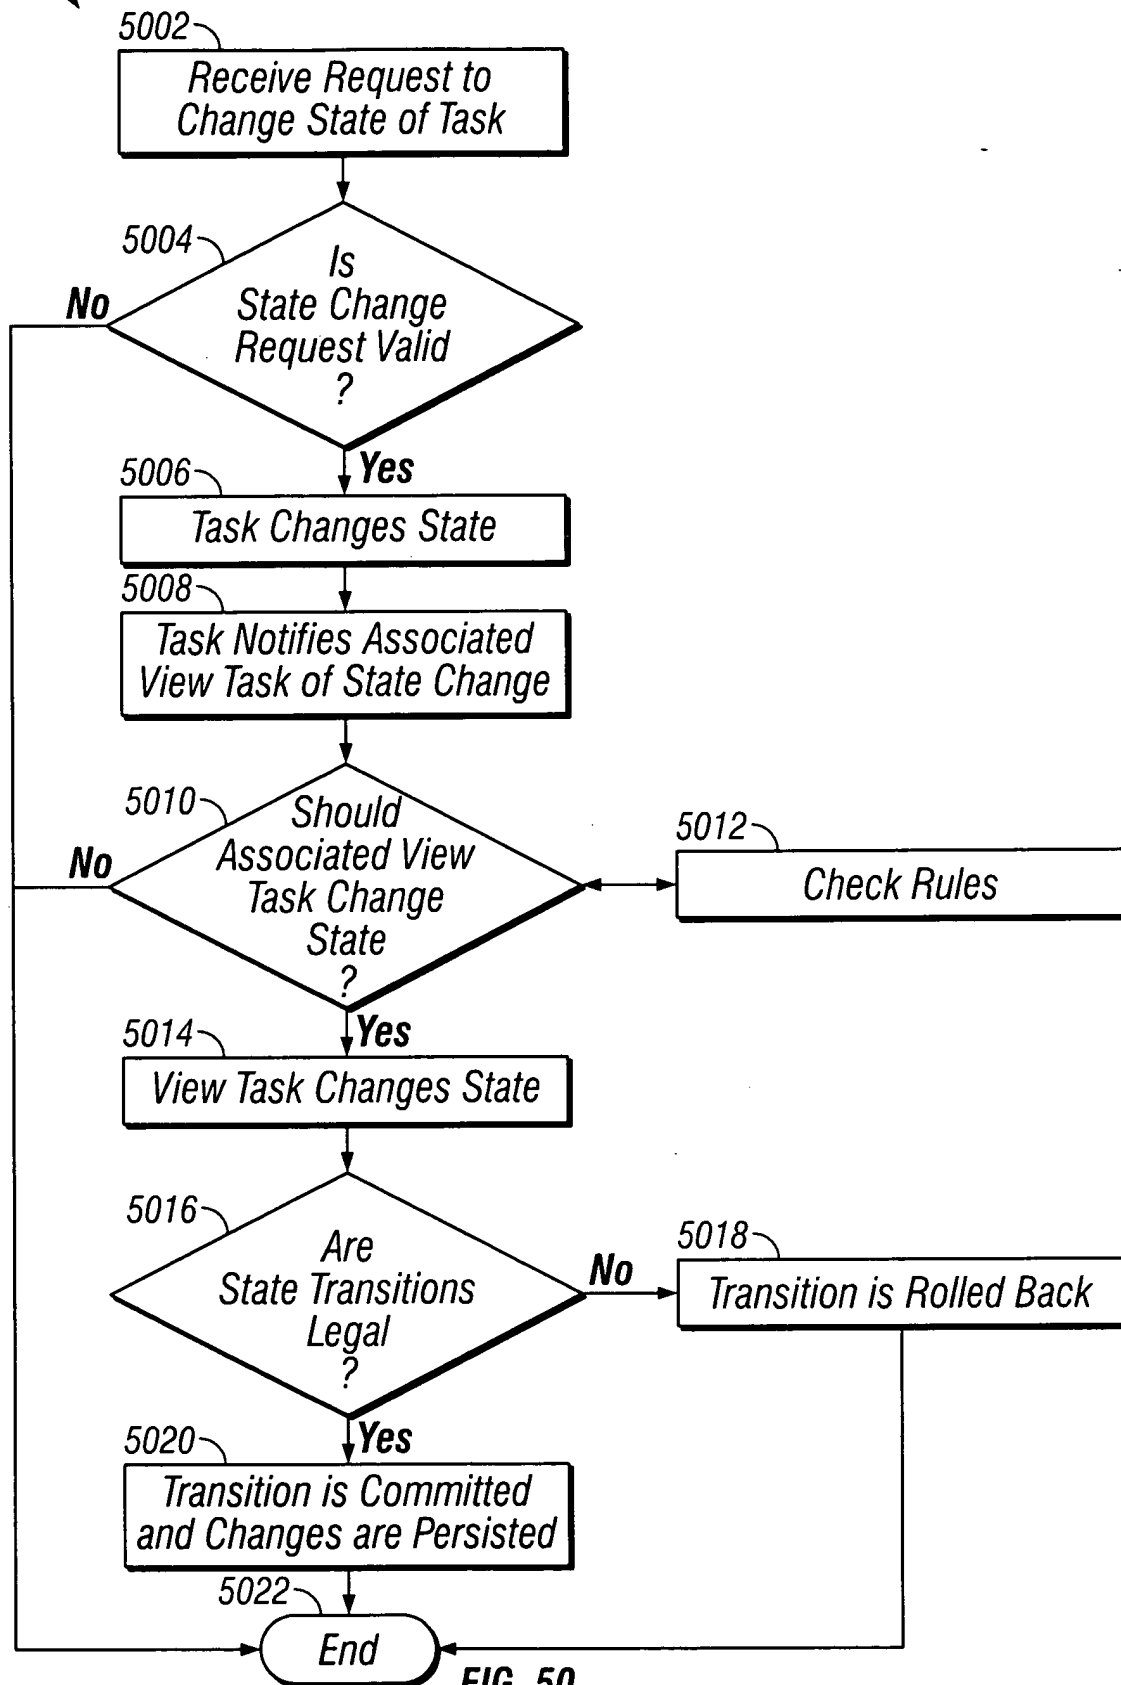 5002
Receive Request to
Change State of Task
5004
Is
State Change
Request Valid
?
No
Yes
5006
Task Changes State
5008
Task Notifies Associated
View Task of State Change
5010
Should
Associated View
Task Change
State
?
No
5012
Check Rules
Yes
5014
View Task Changes State
5016
Are
State Transitions
Legal
?
No
5018
Transition is Rolled Back
Yes
5020
Transition is Committed
and Changes are Persisted
5022
End
FIG. 50